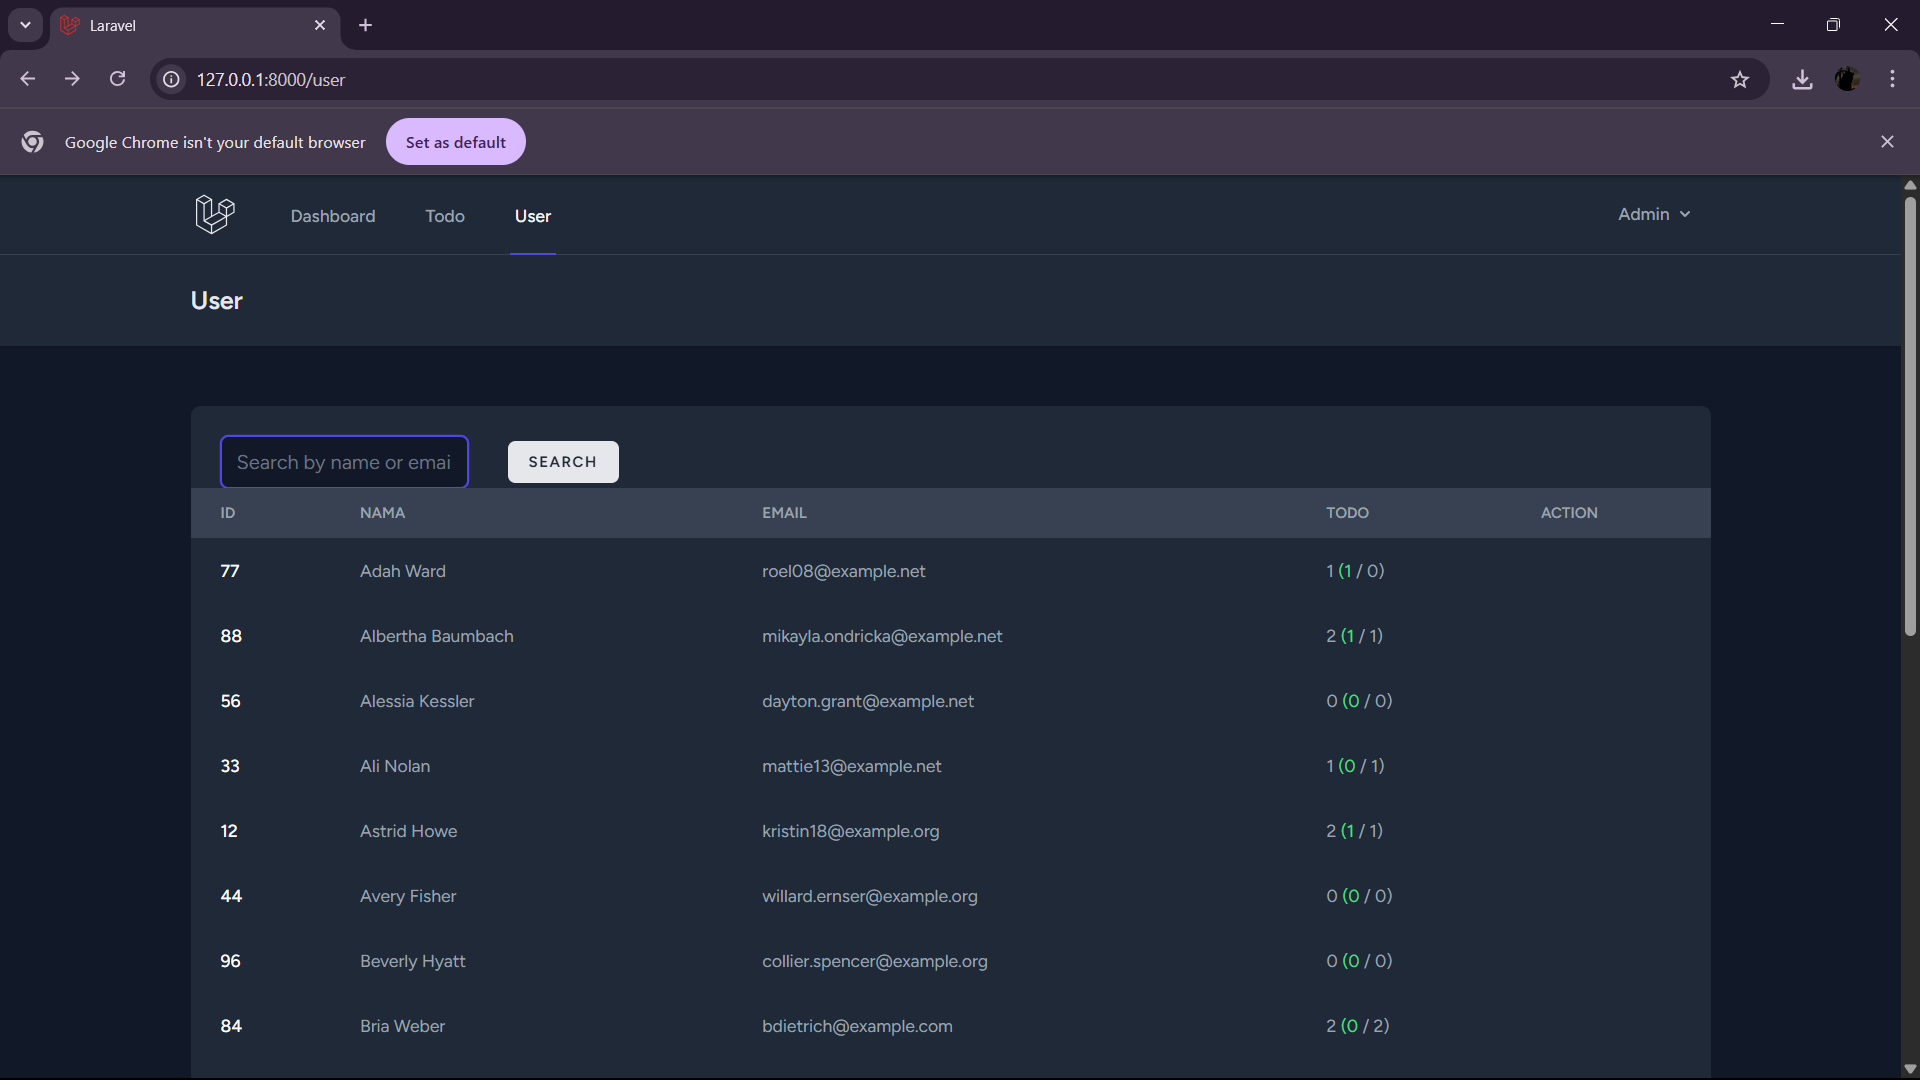 Laravel
127.0.0.1:8000/user
Google Chrome isn't your default browser Set as default
Dashboard Todo User Admin
User
Search by name or emai SEARCH
ID NAMA EMAIL TODO ACTION
77 Adah Ward roel08@example.net 1 (1 / 0)
88 Albertha Baumbach mikayla.ondricka@example.net 2 (1 / 1)
56 Alessia Kessler dayton.grant@example.net 0 (0 / 0)
33 Ali Nolan mattie13@example.net 1 (0 / 1)
12 Astrid Howe kristin18@example.org 2 (1 / 1)
44 Avery Fisher willard.ernser@example.org 0 (0 / 0)
96 Beverly Hyatt collier.spencer@example.org 0 (0 / 0)
84 Bria Weber bdietrich@example.com 2 (0 / 2)